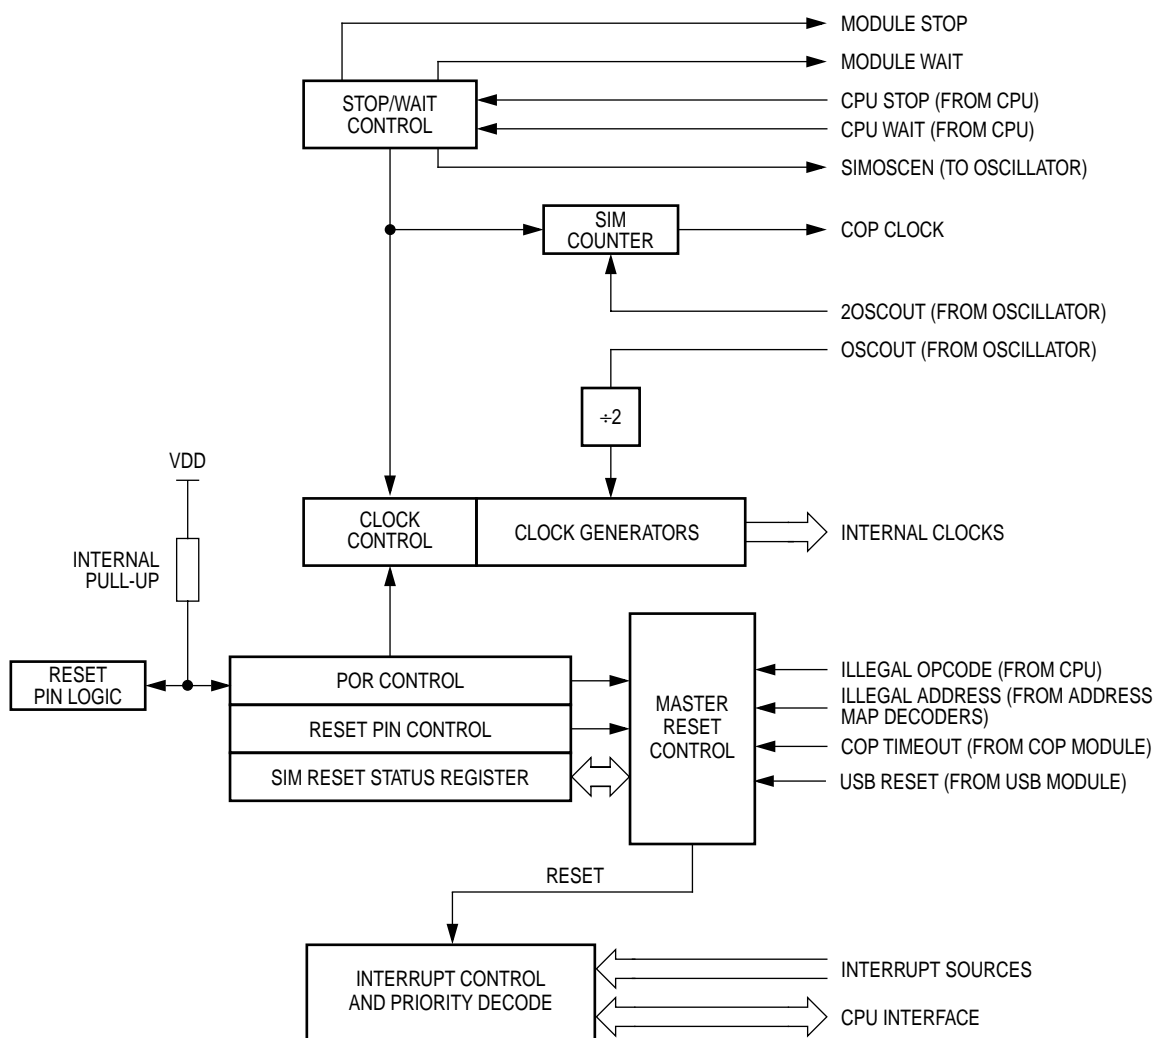 MODULE STOP
MODULE WAIT
STOP/WAIT
CONTROL
CPU STOP (FROM CPU)
CPU WAIT (FROM CPU)
SIMOSCEN (TO OSCILLATOR)
SIM
COUNTER
COP CLOCK
2OSCOUT (FROM OSCILLATOR)
OSCOUT (FROM OSCILLATOR)
÷2
VDD
CLOCK
CONTROL
CLOCK GENERATORS
INTERNAL CLOCKS
INTERNAL
PULL-UP
RESET
PIN LOGIC
POR CONTROL
RESET PIN CONTROL
SIM RESET STATUS REGISTER
MASTER
RESET
CONTROL
ILLEGAL OPCODE (FROM CPU)
ILLEGAL ADDRESS (FROM ADDRESS
MAP DECODERS)
COP TIMEOUT (FROM COP MODULE)
USB RESET (FROM USB MODULE)
RESET
INTERRUPT CONTROL
AND PRIORITY DECODE
INTERRUPT SOURCES
CPU INTERFACE